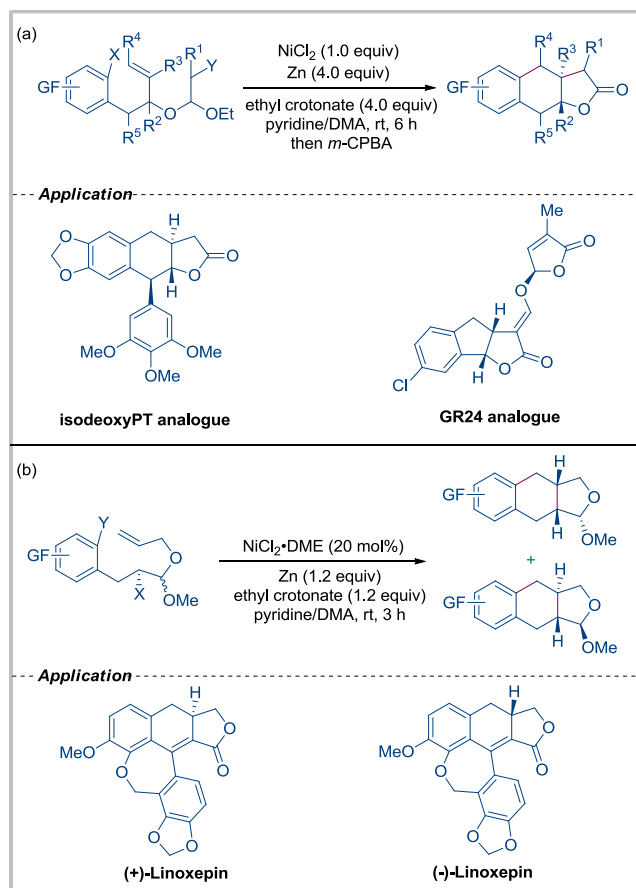 (a)
R4 R1
X R3 Y
GF
O OEt
R5 R2
NiCl2 (1.0 equiv)
Zn (4.0 equiv)
ethyl crotonate (4.0 equiv)
pyridine/DMA, rt, 6 h
then m-CPBA
R4 R3 R1
GF
O
O
R5 R2
Application
H
O
O
O
O
H
MeO OMe
OMe
isodeoxyPT analogue
Me
O
O
O
H
Cl
H
O
O
GR24 analogue
(b)
Y
GF
O
X OMe
NiCl2•DME (20 mol%)
Zn (1.2 equiv)
ethyl crotonate (1.2 equiv)
pyridine/DMA, rt, 3 h
H
GF
O
H OMe
+
H
GF
O
H OMe
Application
H
O
MeO
O
O
O
O
(+)-Linoxepin
H
O
MeO
O
O
O
O
(-)-Linoxepin